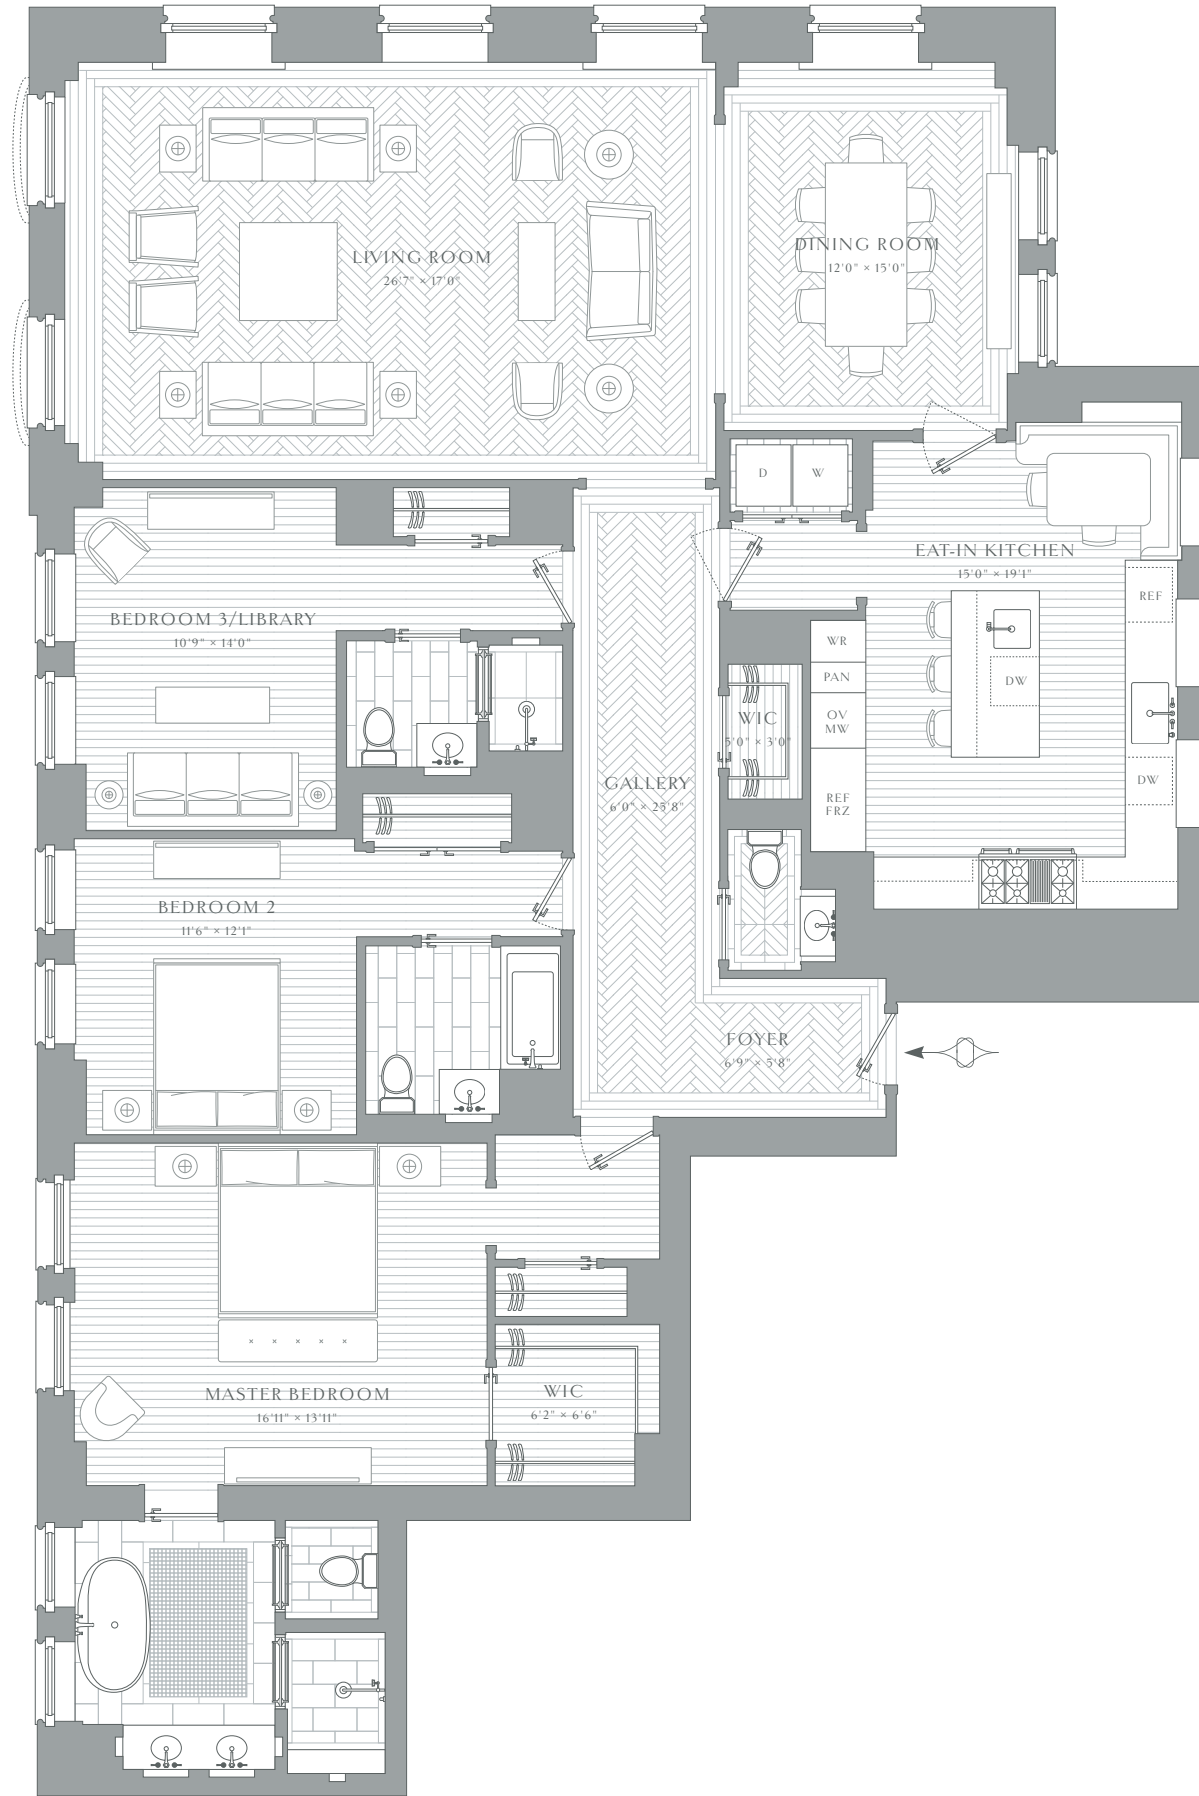 LIVING ROOM
26'7" × 17'0"
DINING ROOM
12'0" × 15'0"
D
W
EAT-IN KITCHEN
15'0" × 19'1"
REF
BEDROOM 3/LIBRARY
10'9" × 14'0"
WR
PAN
DW
OV
MW
WIC
5'0" × 3'0"
GALLERY
6'0" × 25'8"
DW
REF
FRZ
BEDROOM 2
11'6" × 12'1"
FOYER
6'9" × 5'8"
MASTER BEDROOM
16'11" × 13'11"
WIC
6'2" × 6'6"